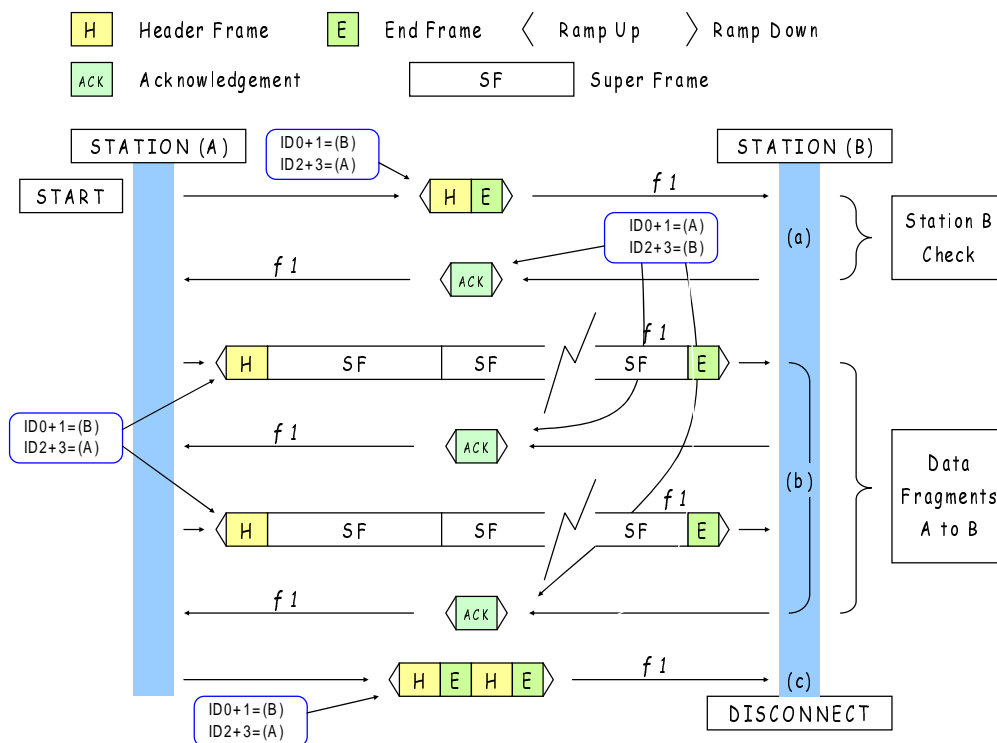 H Header Frame E End Frame Ramp Up Ramp Down
ACK Acknowledgement SF Super Frame
STATION (A)
ID0+1=(B)
ID2+3=(A)
STATION (B)
START
H E
f1
ID0+1=(A)
ID2+3=(B)
(a)
Station B
Check
f1
ACK
f1
H SF SF SF E
ID0+1=(B)
ID2+3=(A)
f1
ACK
(b)
Data
Fragments
A to B
f1
H SF SF SF E
f1
ACK
H E H E
f1
(c)
ID0+1=(B)
ID2+3=(A)
DISCONNECT